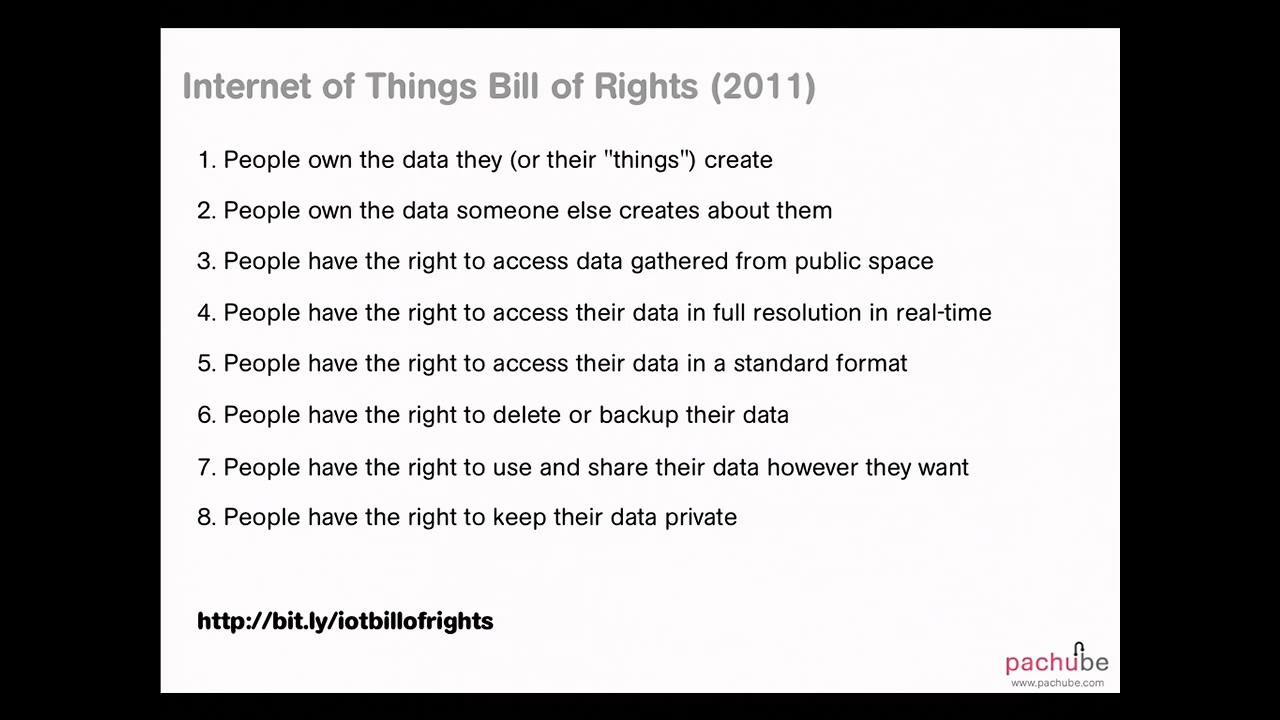 Internet of Things Bill of Rights (2011)
1. People own the data they (or their "things") create
2. People own the data someone else creates about them
3. People have the right to access data gathered from public space
4. People have the right to access their data in full resolution in real-time
5. People have the right to access their data in a standard format
6. People have the right to delete or backup their data
7. People have the right to use and share their data however they want
8. People have the right to keep their data private
http://bit.ly/iotbillofrights
pachube
www.pachube.com